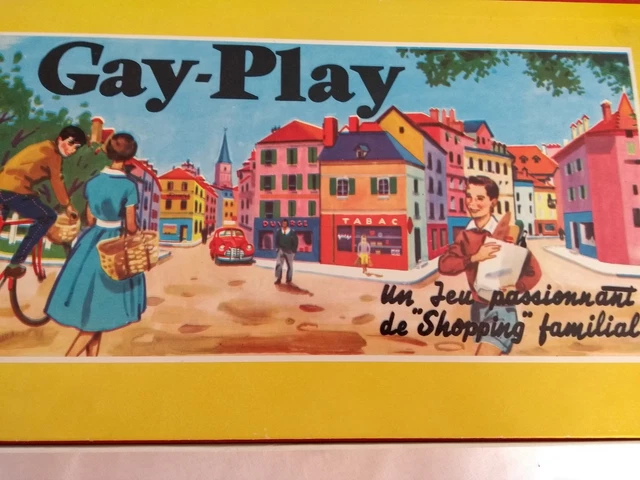 Gay-Play
TABAC
un Jeu passionnant
de "Shopping" familial